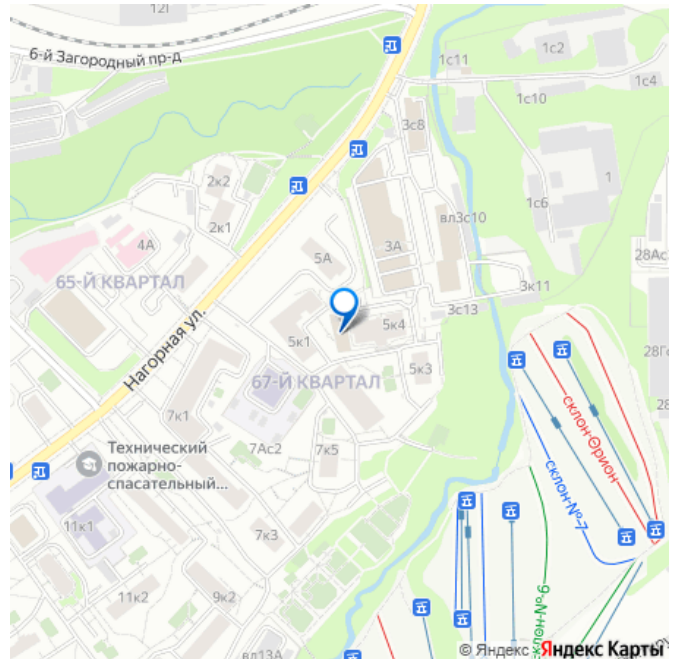 12Г
6-й Загородный пр-д
1с11
1с2
1с4
1с10
3с8
2к2
1с6
1
2к1
вл3с10
4А
3А
5А
28Ас
65-Й КВАРТАЛ
3к11
3с13
5к4
Нагорная ул.
5к1
67-Й КВАРТАЛ
5к3
склон Орион
7к1
7Ас2
7к5
Технический
пожарно-
спасательный...
склон №7
11к1
7к3
склон №9
11к2
9к2
вл13А
© Яндекс Яндекс Карты